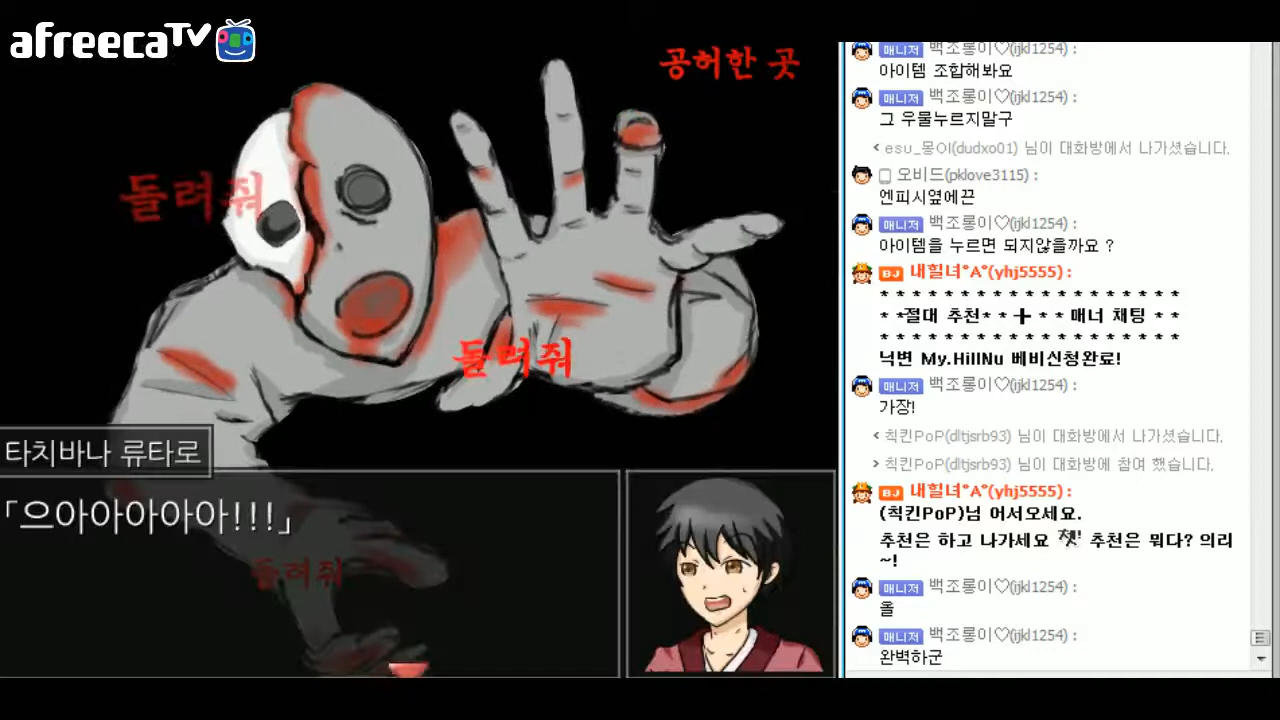 afreecaTV
공허한 곳
돌려줘
돌려줘
타치바나 류타로
「으아아아아아!!!」
돌려줘
매니저 백조롱이♡(ijkl1254) :
아이템 조합해봐요
매니저 백조롱이♡(ijkl1254) :
그 우물누르지말구
< esu_몽이(dudxo01) 님이 대화방에서 나가셨습니다.
오비드(pklove3115) :
엔피시옆에끈
매니저 백조롱이♡(ijkl1254) :
아이템을 누르면 되지않을까요 ?
BJ 내힐녀°A°(yhj5555) :
* * * * * * * * * * * * * * * * * * *
* *절대 추천* * ┼ * * 매너 채팅 * *
* * * * * * * * * * * * * * * * * * *
닉변 My.HillNu 베비신청완료!
매니저 백조롱이♡(ijkl1254) :
가장!
< 칙킨PoP(dltjsrb93) 님이 대화방에서 나가셨습니다.
> 칙킨PoP(dltjsrb93) 님이 대화방에 참여 했습니다.
BJ 내힐녀°A°(yhj5555) :
(칙킨PoP)님 어서오세요.
추천은 하고 나가세요 추천은 뭐다? 의리
~!
매니저 백조롱이♡(ijkl1254) :
올
매니저 백조롱이♡(ijkl1254) :
완벽하군